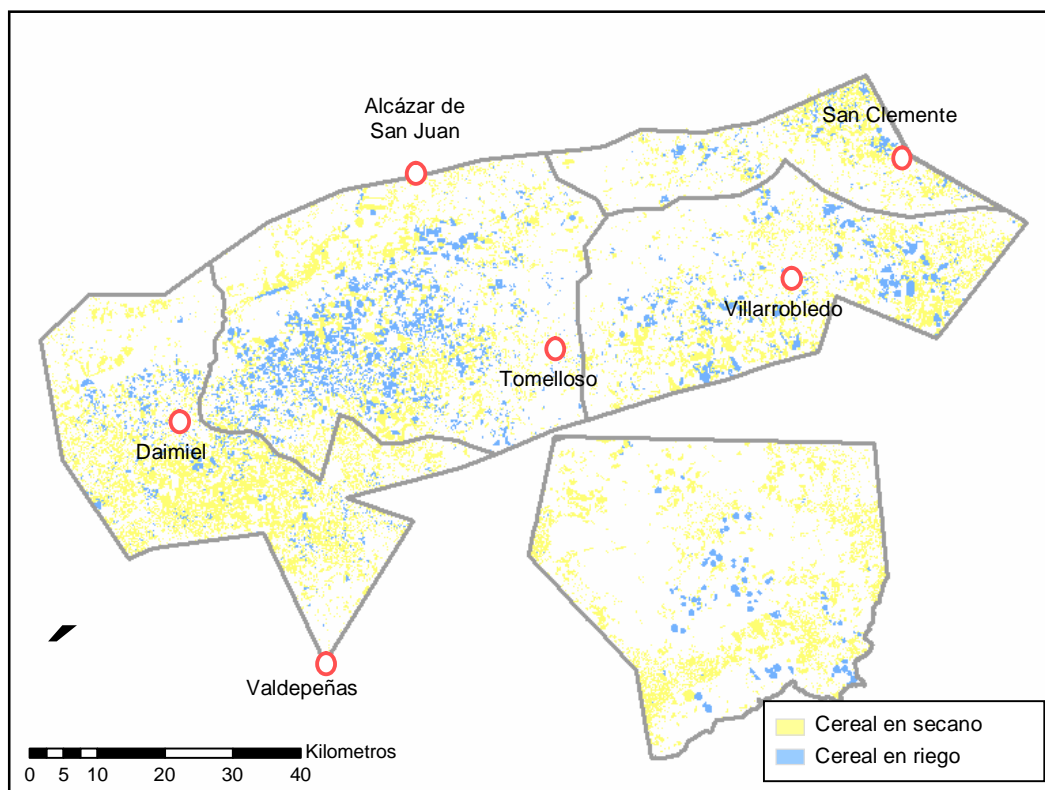 Alcázar de
San Juan
San Clemente
Villarrobledo
Tomelloso
Daimiel
Valdepeñas
Cereal en secano
Cereal en riego
Kilometros
0 5 10 20 30 40